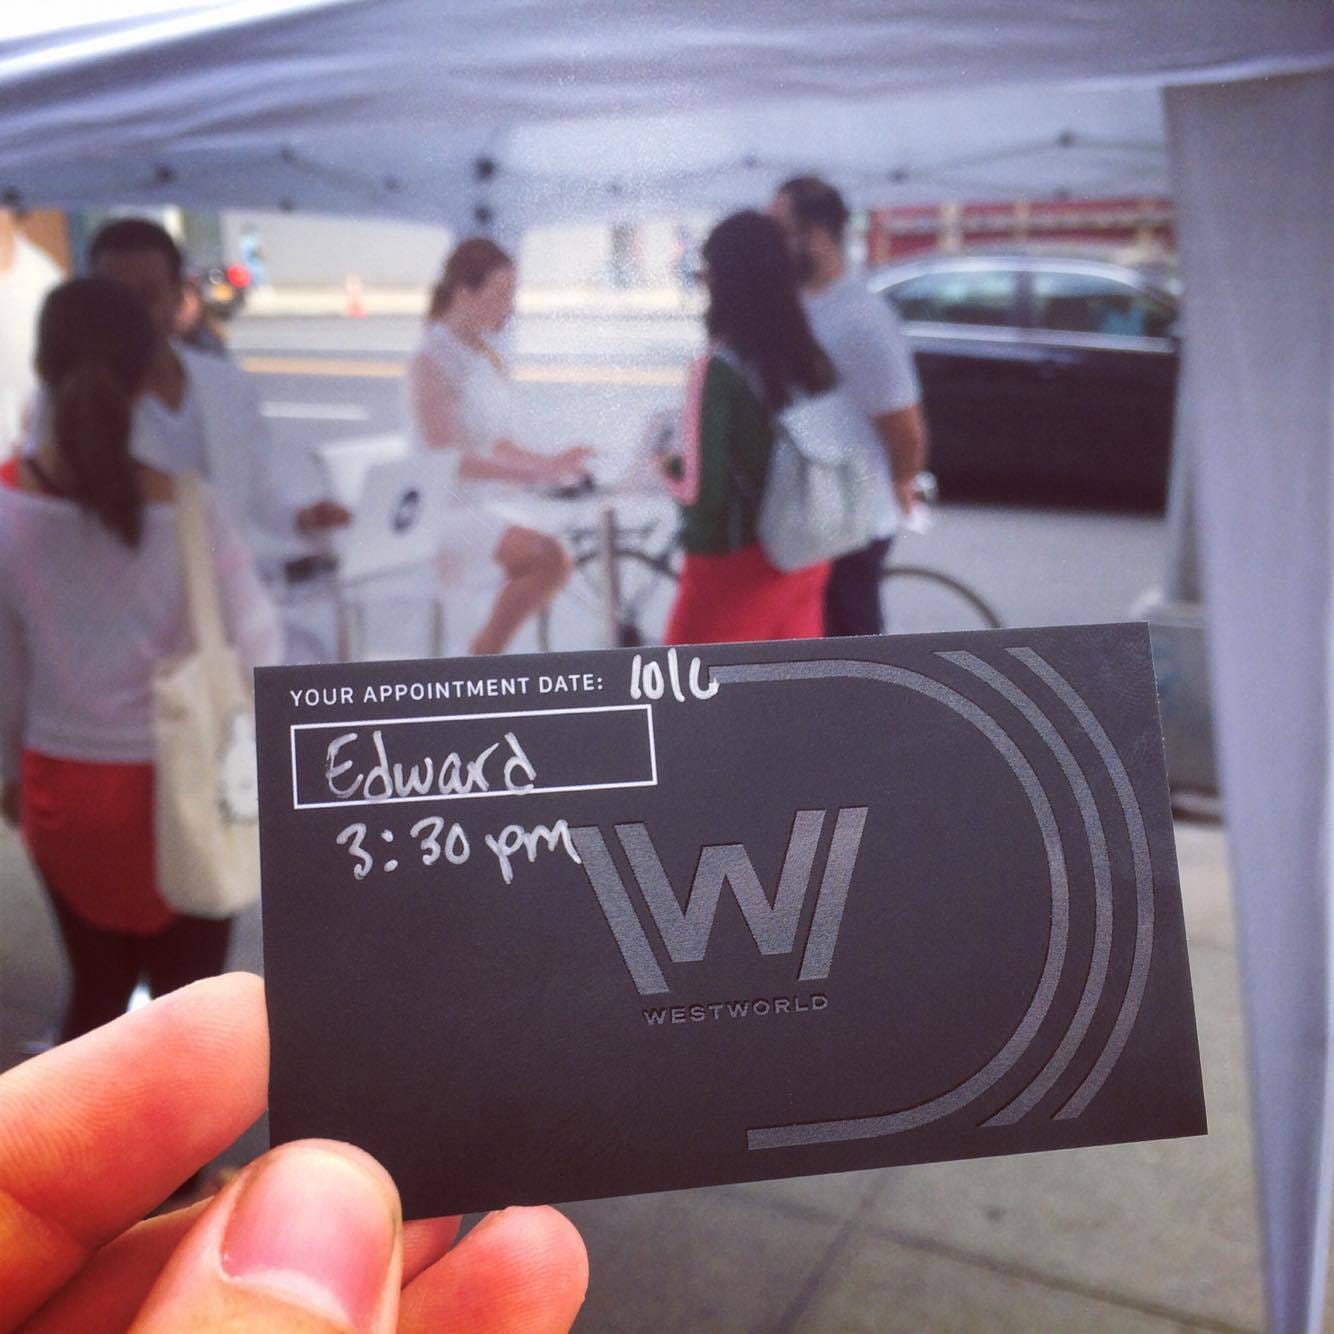 YOUR APPOINTMENT DATE: 10/6
Edward
3:30 pm
W
WESTWORLD